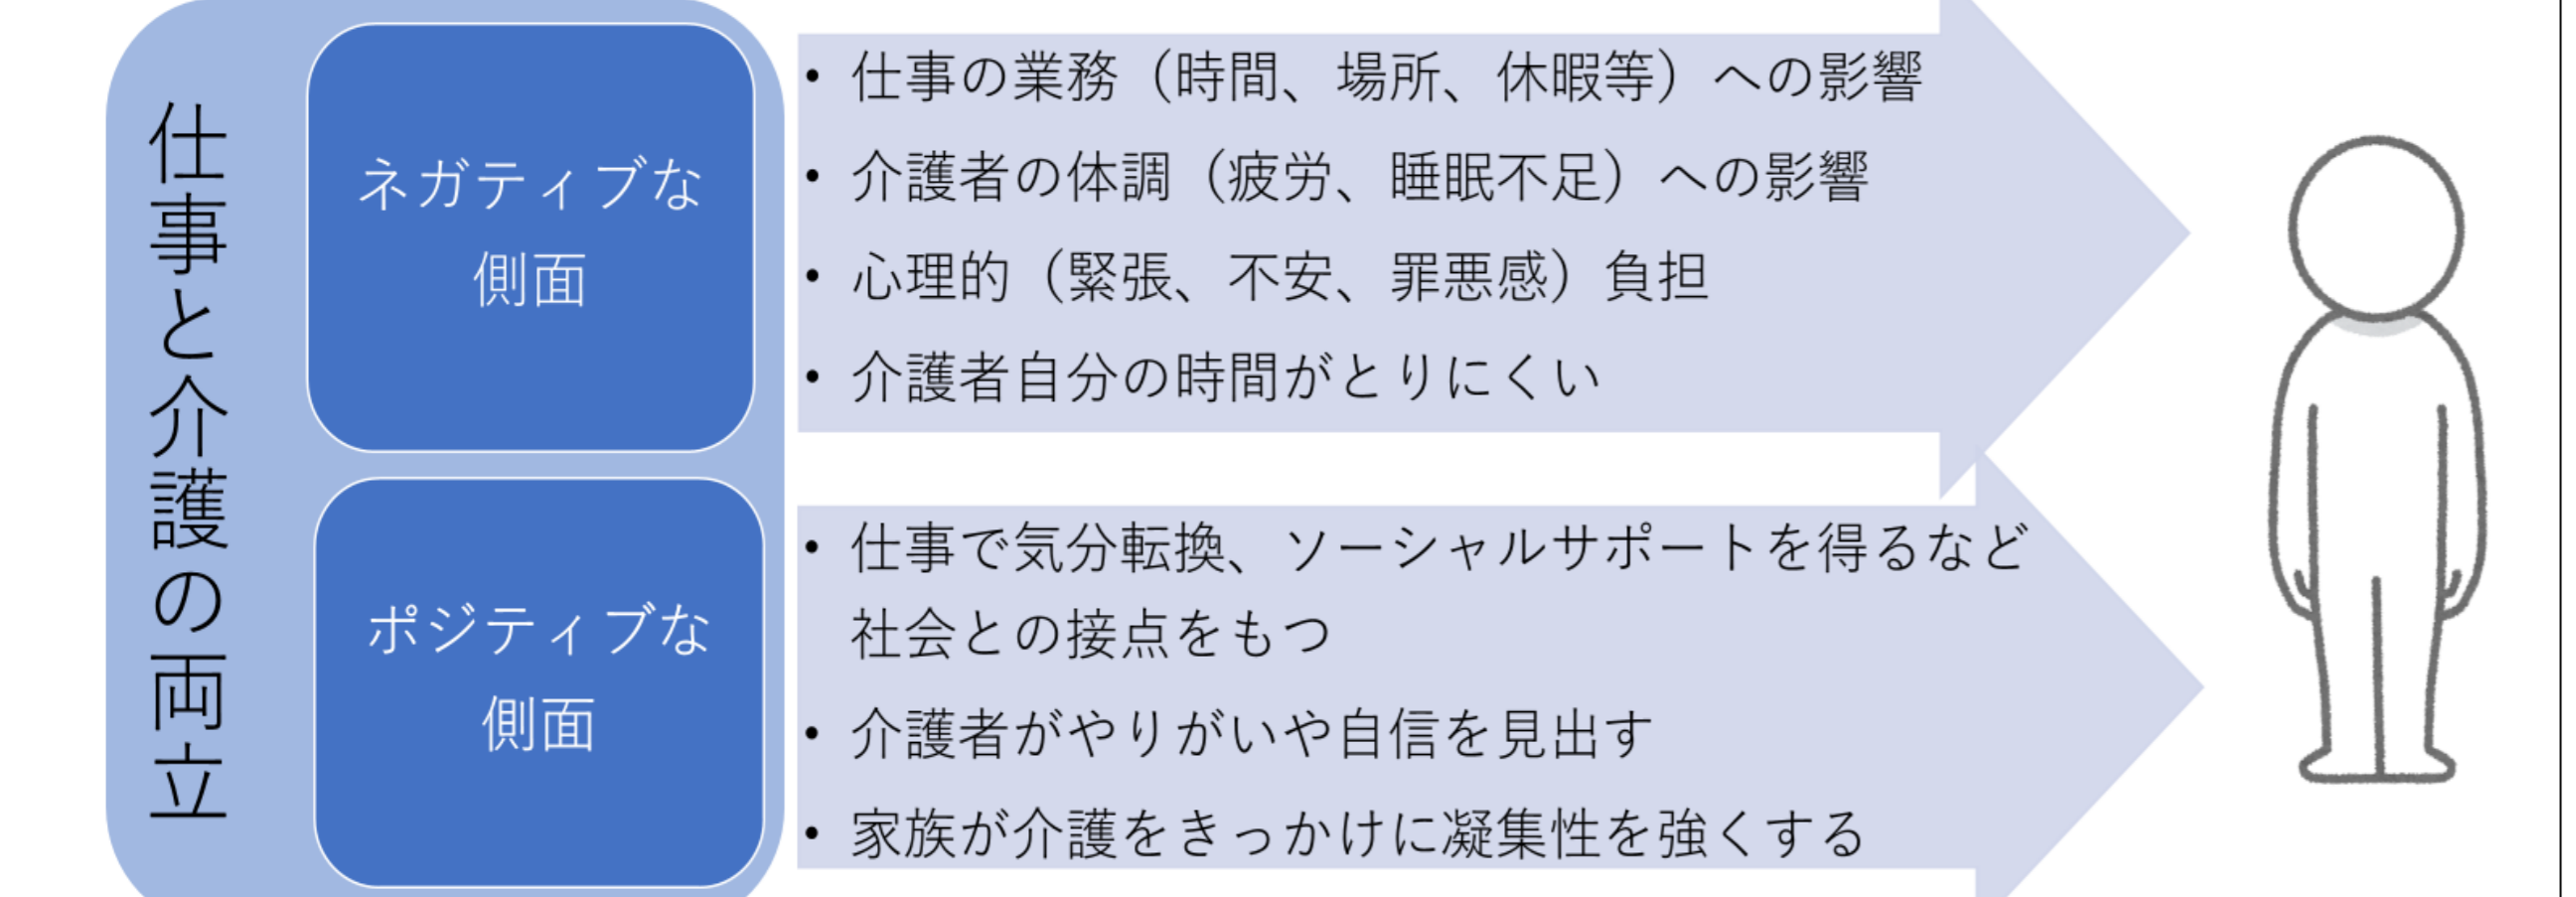 仕事と介護の両立
ネガティブな
側面
• 仕事の業務（時間、場所、休暇等）への影響
• 介護者の体調（疲労、睡眠不足）への影響
• 心理的（緊張、不安、罪悪感）負担
• 介護者自分の時間がとりにくい
ポジティブな
側面
• 仕事で気分転換、ソーシャルサポートを得るなど
社会との接点をもつ
• 介護者がやりがいや自信を見出す
• 家族が介護をきっかけに凝集性を強くする